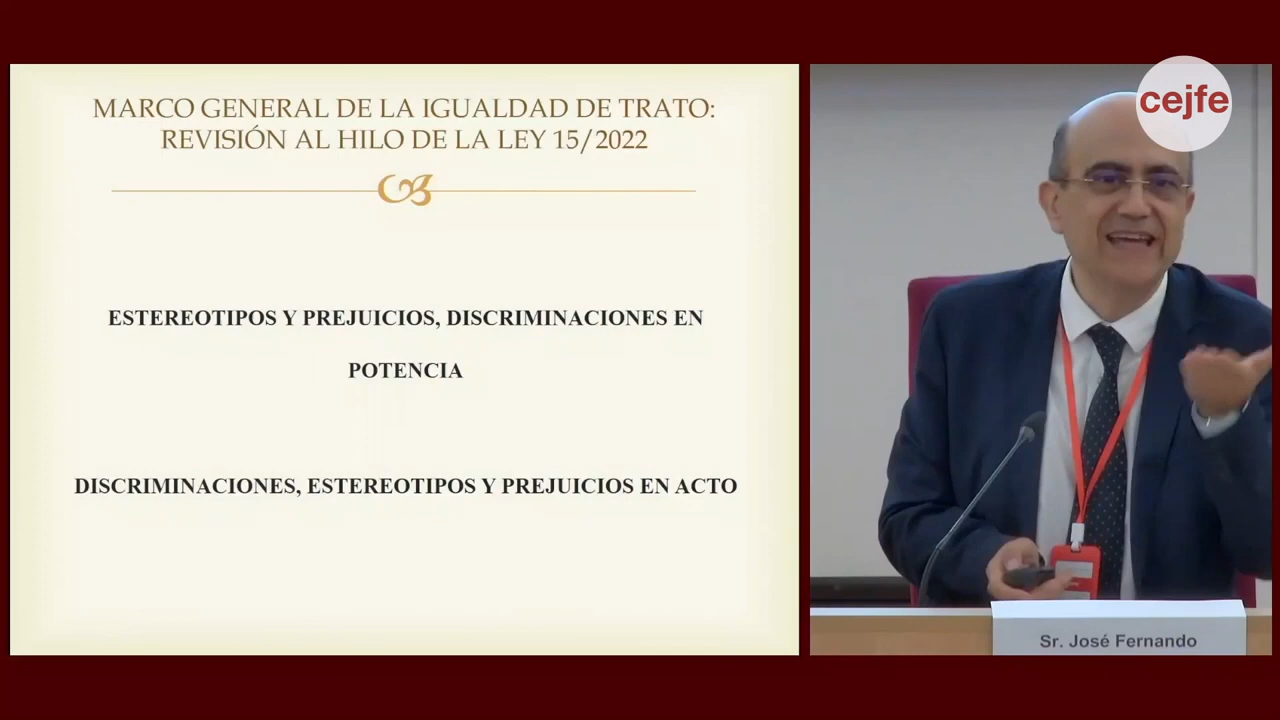 MARCO GENERAL DE LA IGUALDAD DE TRATO:
REVISIÓN AL HILO DE LA LEY 15/2022
ESTEREOTIPOS Y PREJUICIOS, DISCRIMINACIONES EN
POTENCIA
DISCRIMINACIONES, ESTEREOTIPOS Y PREJUICIOS EN ACTO
cejfe
Sr. José Fernando